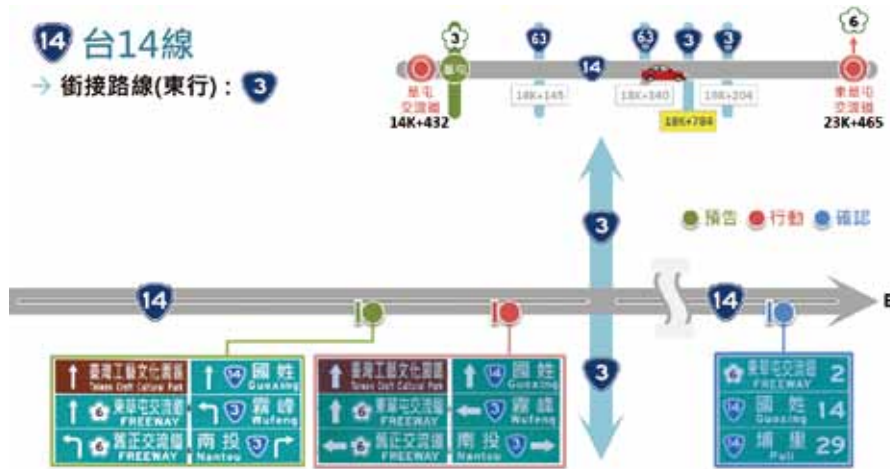 14 台14線
→ 銜接路線(東行)： 3
3 63 63 3 3 6
14
草屯
交流道
14K+432
14K+145
18K+784
18K+204
東草屯
交流道
23K+465
3
預告 行動 確認
14 14 E
3
臺灣工藝文化園區
Taiwan Craft Cultural Park
14 國姓
Guoxing
6 東草屯交流道
FREEWAY
3 霧峰
Wufeng
6 舊正交流道
FREEWAY
南投 3
Nantou
臺灣工藝文化園區
Taiwan Craft Cultural Park
14 國姓
Guoxing
6 東草屯交流道
FREEWAY
3 霧峰
Wufeng
6 舊正交流道
FREEWAY
南投 3
Nantou
6 東草屯交流道 2
FREEWAY
14 國姓 14
Guoxing
14 埔里 29
Puli